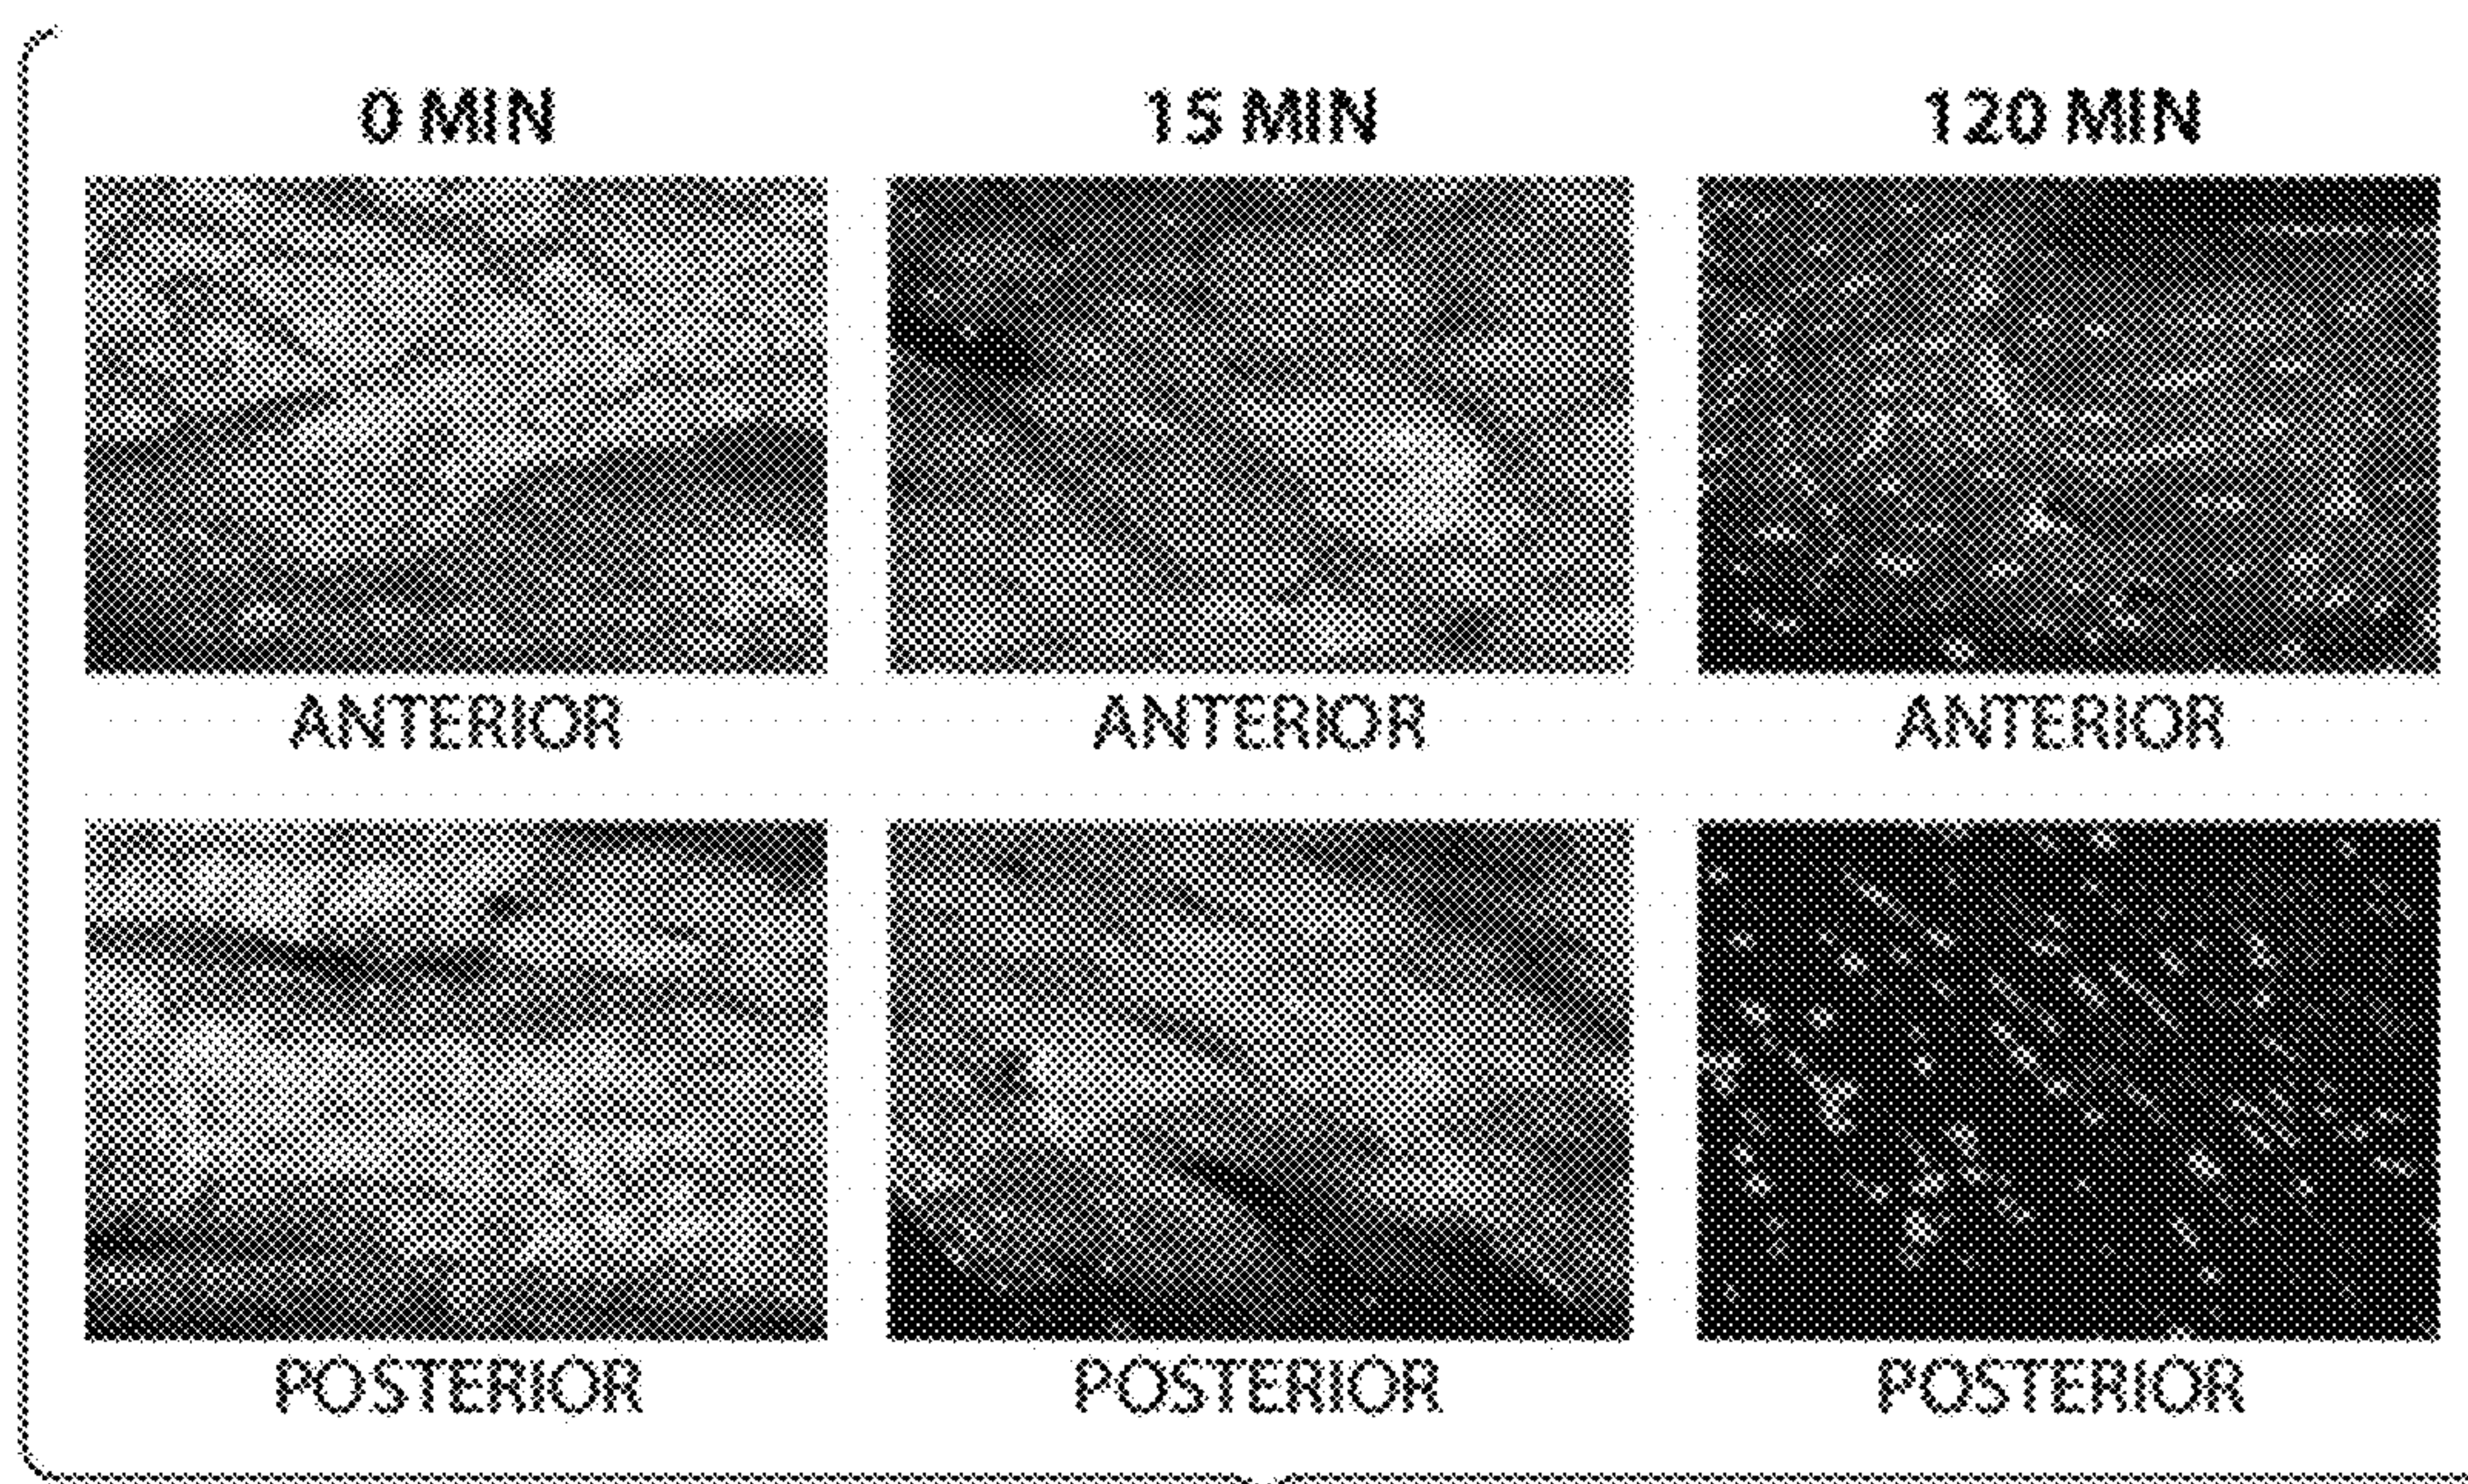 0 MIN 15 MIN 120 MIN
ANTERIOR ANTERIOR ANTERIOR
POSTERIOR POSTERIOR POSTERIOR